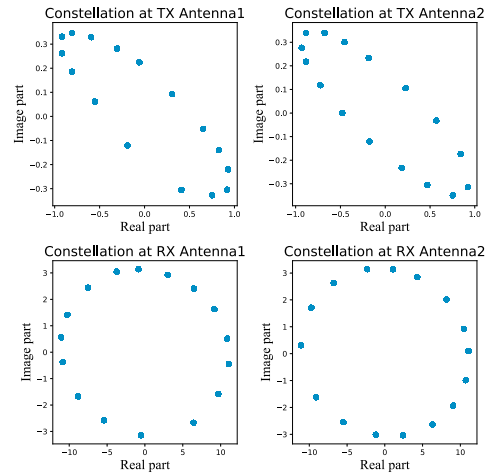 Constellation at TX Antenna1
Constellation at TX Antenna2
0.3
0.2
0.1
0.0
−0.1
−0.2
−0.3
Image part
−1.0 −0.5 0.0 0.5 1.0
Real part
0.3
0.2
0.1
0.0
−0.1
−0.2
−0.3
Image part
−1.0 −0.5 0.0 0.5 1.0
Real part
Constellation at RX Antenna1
Constellation at RX Antenna2
3
2
1
0
−1
−2
−3
Image part
−10 −5 0 5 10
Real part
3
2
1
0
−1
−2
−3
Image part
−10 −5 0 5 10
Real part